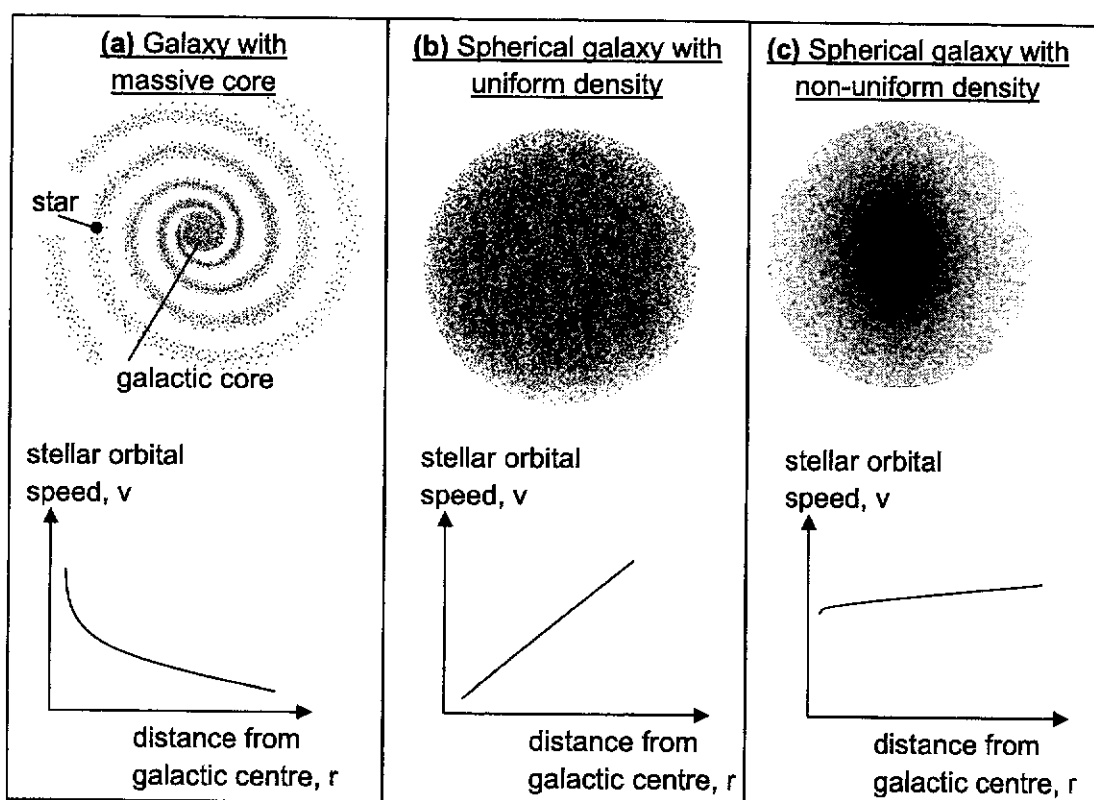 (a) Galaxy with
massive core
star
galactic core
stellar orbital
speed, v
distance from
galactic centre, r
(b) Spherical galaxy with
uniform density
stellar orbital
speed, v
distance from
galactic centre, r
(c) Spherical galaxy with
non-uniform density
stellar orbital
speed, v
distance from
galactic centre, r